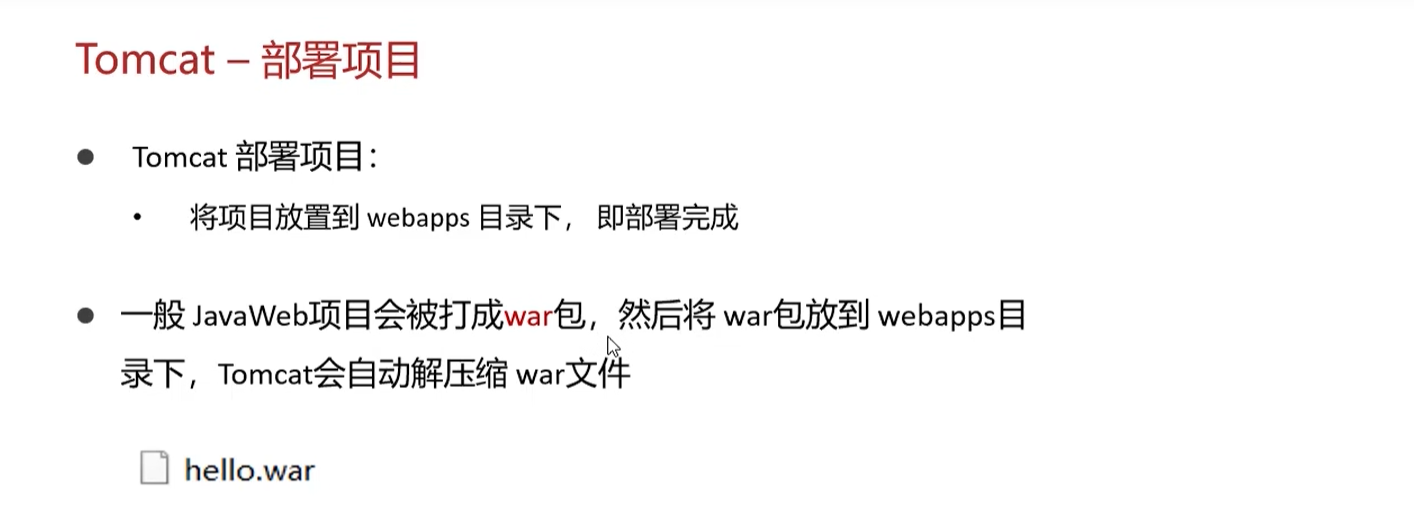 Tomcat – 部署项目
● Tomcat 部署项目：
• 将项目放置到 webapps 目录下， 即部署完成
● 一般 JavaWeb项目会被打成war包，然后将 war包放到 webapps目
录下，Tomcat会自动解压缩 war文件
hello.war